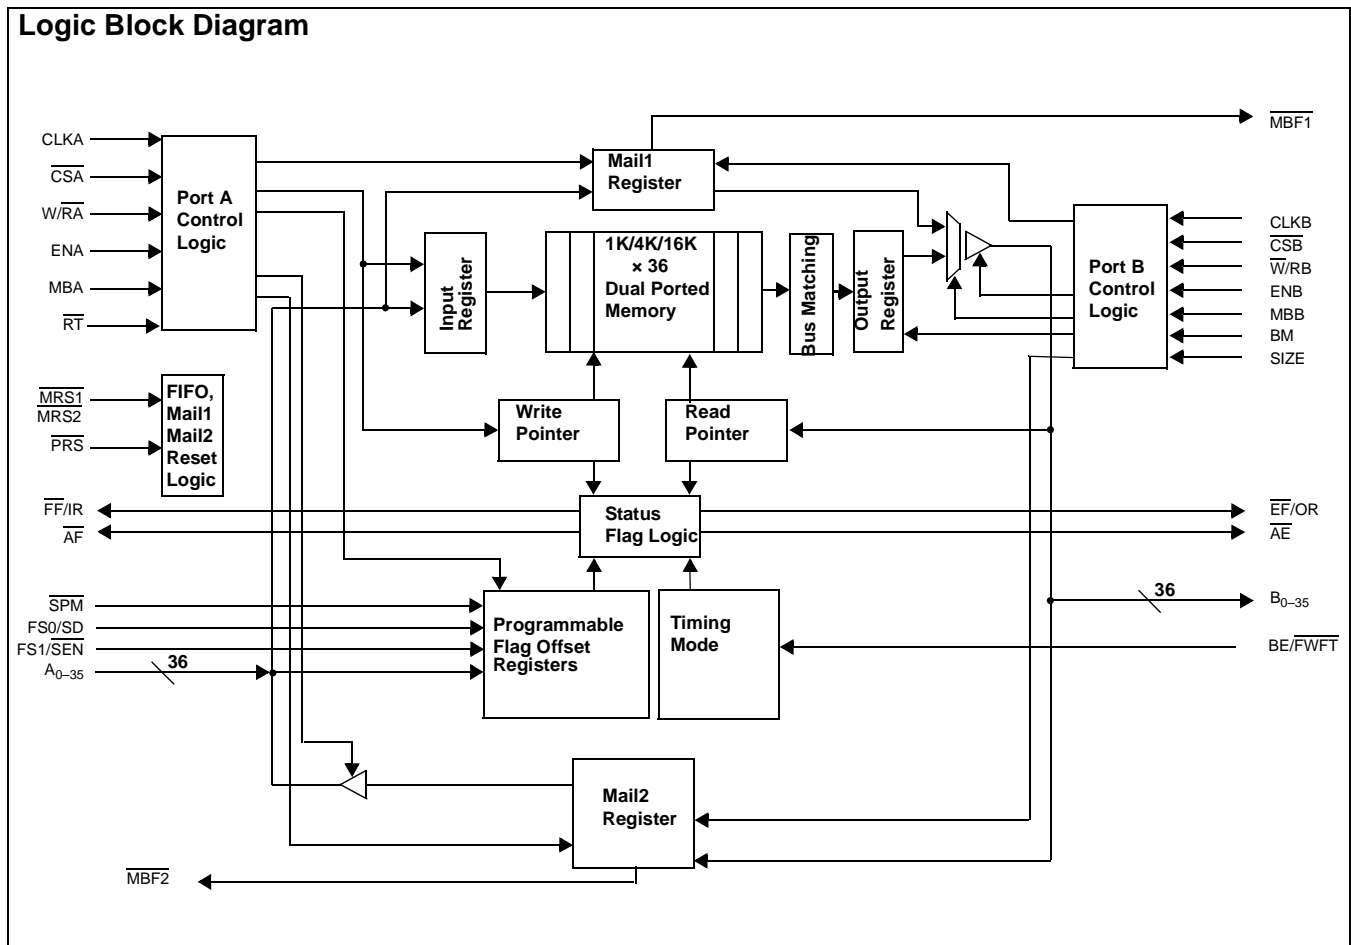 Logic Block Diagram
MBF1
CLKA
CSA
W/RA
ENA
MBA
RT
Port A
Control
Logic
Mail1
Register
Input
Register
1K/4K/16K
× 36
Dual Ported
Memory
Bus Matching
Output
Register
Port B
Control
Logic
CLKB
CSB
W/RB
ENB
MBB
BM
SIZE
MRS1
MRS2
PRS
FIFO,
Mail1
Mail2
Reset
Logic
Write
Pointer
Read
Pointer
FF/IR
AF
Status
Flag Logic
EF/OR
AE
SPM
FS0/SD
FS1/SEN
A0–35
36
Programmable
Flag Offset
Registers
Timing
Mode
36
B0–35
BE/FWFT
Mail2
Register
MBF2